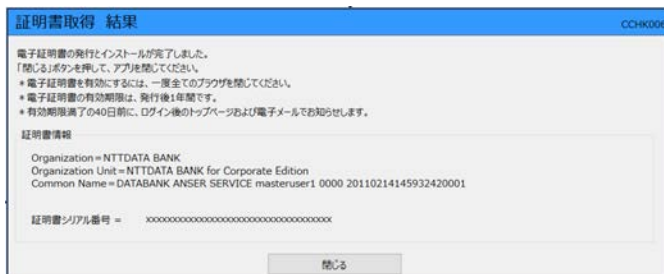 証明書取得 結果 CCHK006
電子証明書の発行とインストールが完了しました。
「閉じる」ボタンを押して、アプリを閉じてください。
＊電子証明書を有効にするには、一度全てのブラウザを閉じてください。
＊電子証明書の有効期限は、発行後1年間です。
＊有効期限満了の40日前に、ログイン後のトップページおよび電子メールでお知らせします。
証明書情報
Organization=NTTDATA BANK
Organization Unit=NTTDATA BANK for Corporate Edition
Common Name=DATABANK ANSER SERVICE masteruser1 0000 20110214145932420001
証明書シリアル番号 = xxxxxxxxxxxxxxxxxxxxxxxxxxxxxxxxxxx
閉じる